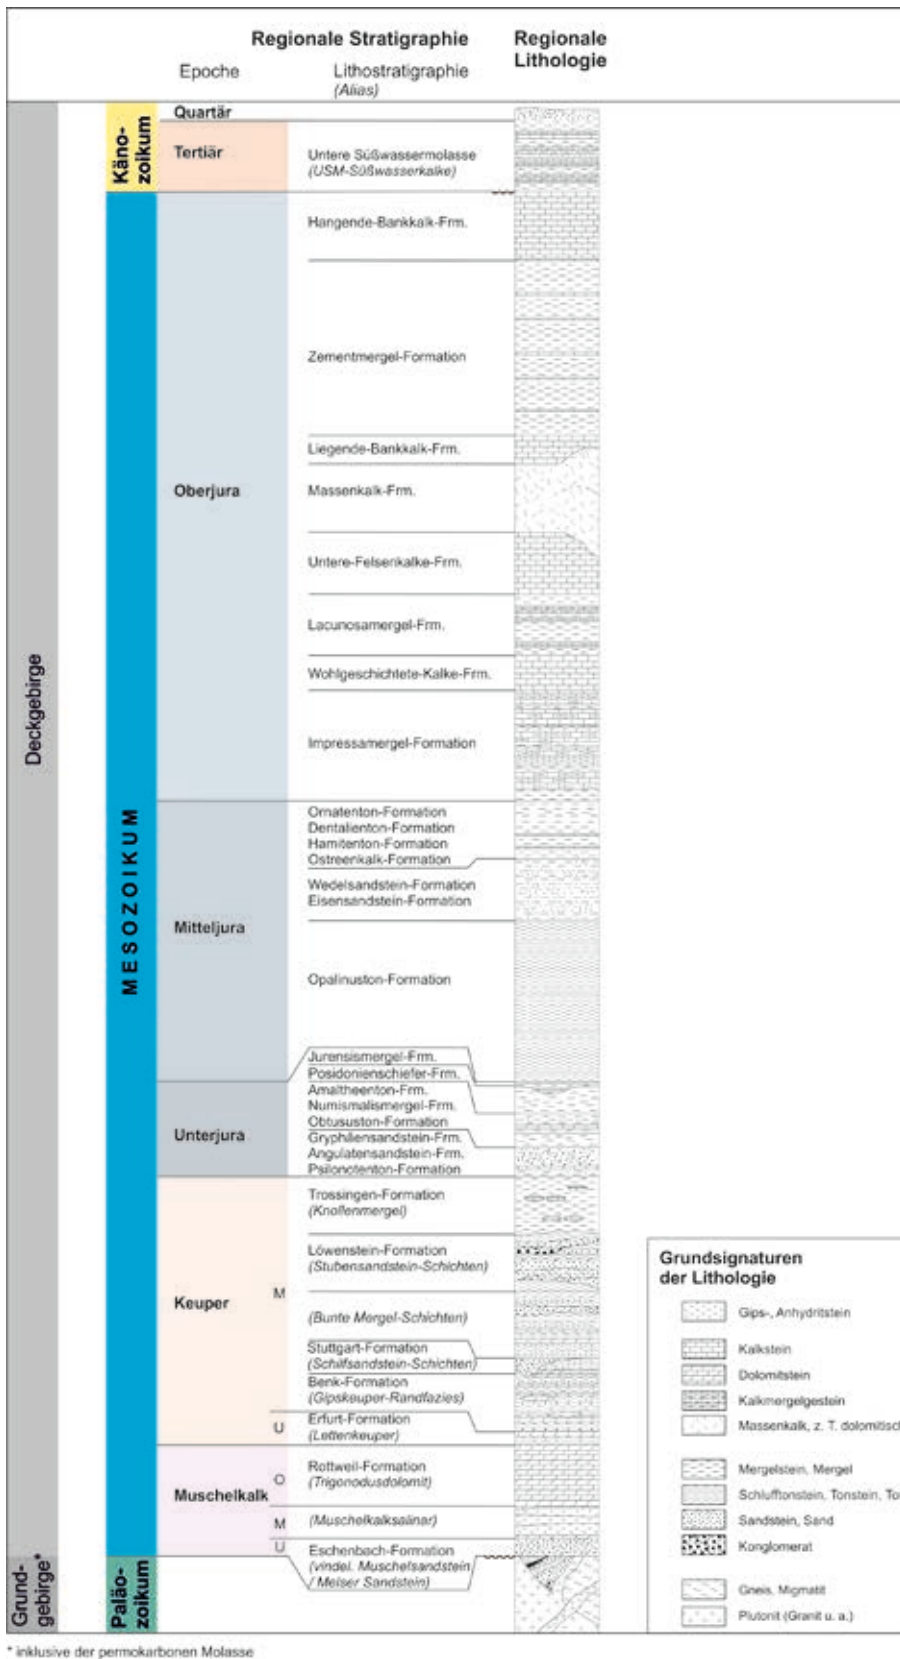 Regionale Stratigraphie
Regionale
Lithologie
Epoche
Lithostratigraphie
(Alias)
Deckgebirge
Grund-
gebirge*
Käno-
zoikum
MESOZOIKUM
Paläo-
zoikum
Quartär
Tertiär
Untere Süßwassermolasse
(USM-Süßwasserkalke)
Oberjura
Hangende-Bankkalk-Frm.
Zementmergel-Formation
Liegende-Bankkalk-Frm.
Massenkalk-Frm.
Untere-Felsenkalke-Frm.
Lacunosamergel-Frm.
Wohlgeschichtete-Kalke-Frm.
Impressamergel-Formation
Mitteljura
Ornatenton-Formation
Dentalienton-Formation
Hamitenton-Formation
Ostreenkalk-Formation
Wedelsandstein-Formation
Eisensandstein-Formation
Opalinuston-Formation
Unterjura
Jurensismergel-Frm.
Posidonienschiefer-Frm.
Amaltheenton-Frm.
Numismalismergel-Frm.
Obtususton-Formation
Gryphäensandstein-Frm.
Angulatensandstein-Frm.
Psilonotenton-Formation
Keuper
M
Trossingen-Formation
(Knollenmergel)
Löwenstein-Formation
(Stubensandstein-Schichten)
(Bunte Mergel-Schichten)
Stuttgart-Formation
(Schilfsandstein-Schichten)
Benk-Formation
(Gipskeuper-Randfazies)
U
Erfurt-Formation
(Lettenkeuper)
Muschelkalk
O
Rottweil-Formation
(Trigonodusdolomit)
M
(Muschelkalksalinar)
U
Eschenbach-Formation
(vindel. Muschelsandstein
/ Melser Sandstein)
Grundsignaturen
der Lithologie
Gips-, Anhydritstein
Kalkstein
Dolomitstein
Kalkmergelgestein
Massenkalk, z. T. dolomitisch
Mergelstein, Mergel
Schlufftonstein, Tonstein, To
Sandstein, Sand
Konglomerat
Gneis, Migmatit
Plutonit (Granit u. a.)
* inklusive der permokarbonen Molasse